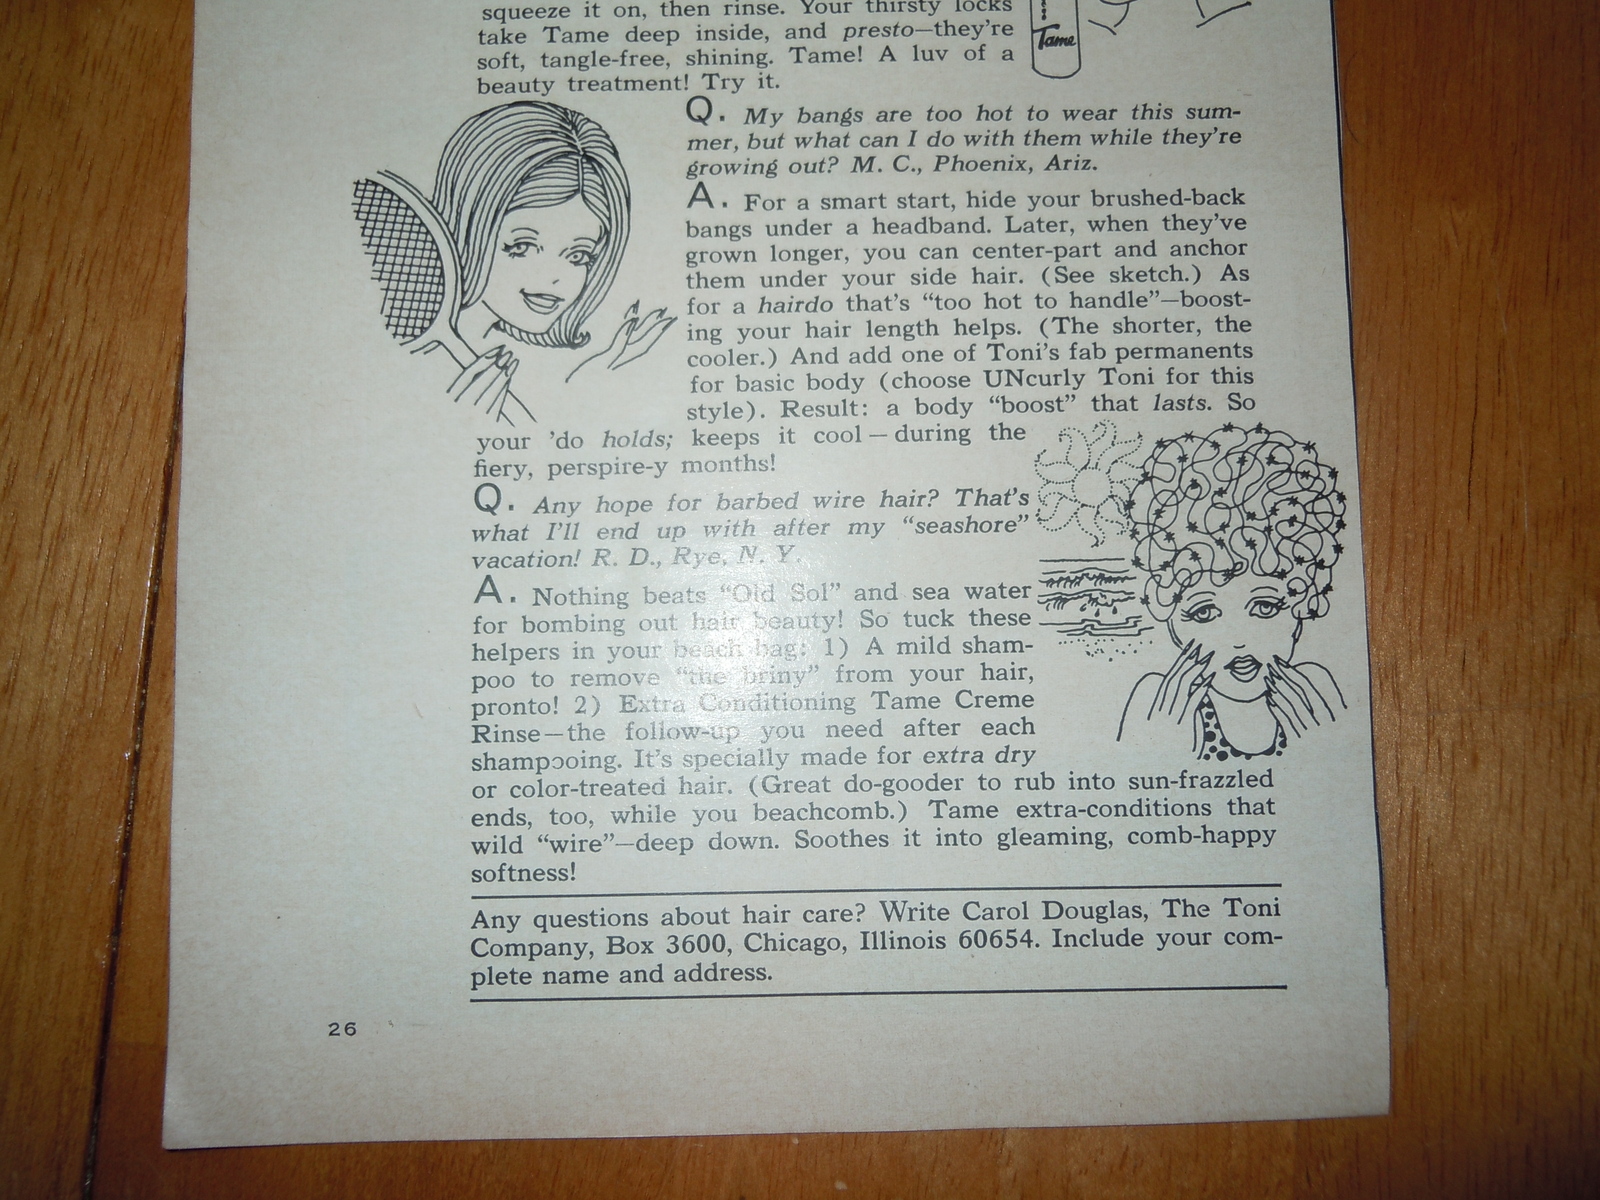 squeeze it on, then rinse. Your thirsty locks
take Tame deep inside, and presto—they're
soft, tangle-free, shining. Tame! A luv of a
beauty treatment! Try it.
Tame
Q. My bangs are too hot to wear this sum-
mer, but what can I do with them while they're
growing out? M. C., Phoenix, Ariz.
A. For a smart start, hide your brushed-back
bangs under a headband. Later, when they've
grown longer, you can center-part and anchor
them under your side hair. (See sketch.) As
for a hairdo that's "too hot to handle"—boost-
ing your hair length helps. (The shorter, the
cooler.) And add one of Toni's fab permanents
for basic body (choose UNcurly Toni for this
style). Result: a body "boost" that lasts. So
your 'do holds; keeps it cool—during the
fiery, perspire-y months!
Q. Any hope for barbed wire hair? That's
what I'll end up with after my "seashore"
vacation! R. D., Rye, N. Y.
A. Nothing beats "Old Sol" and sea water
for bombing out hair beauty! So tuck these
helpers in your beach bag: 1) A mild sham-
poo to remove "the briny" from your hair,
pronto! 2) Extra Conditioning Tame Creme
Rinse—the follow-up you need after each
shampooing. It's specially made for extra dry
or color-treated hair. (Great do-gooder to rub into sun-frazzled
ends, too, while you beachcomb.) Tame extra-conditions that
wild "wire"—deep down. Soothes it into gleaming, comb-happy
softness!
Any questions about hair care? Write Carol Douglas, The Toni
Company, Box 3600, Chicago, Illinois 60654. Include your com-
plete name and address.
26